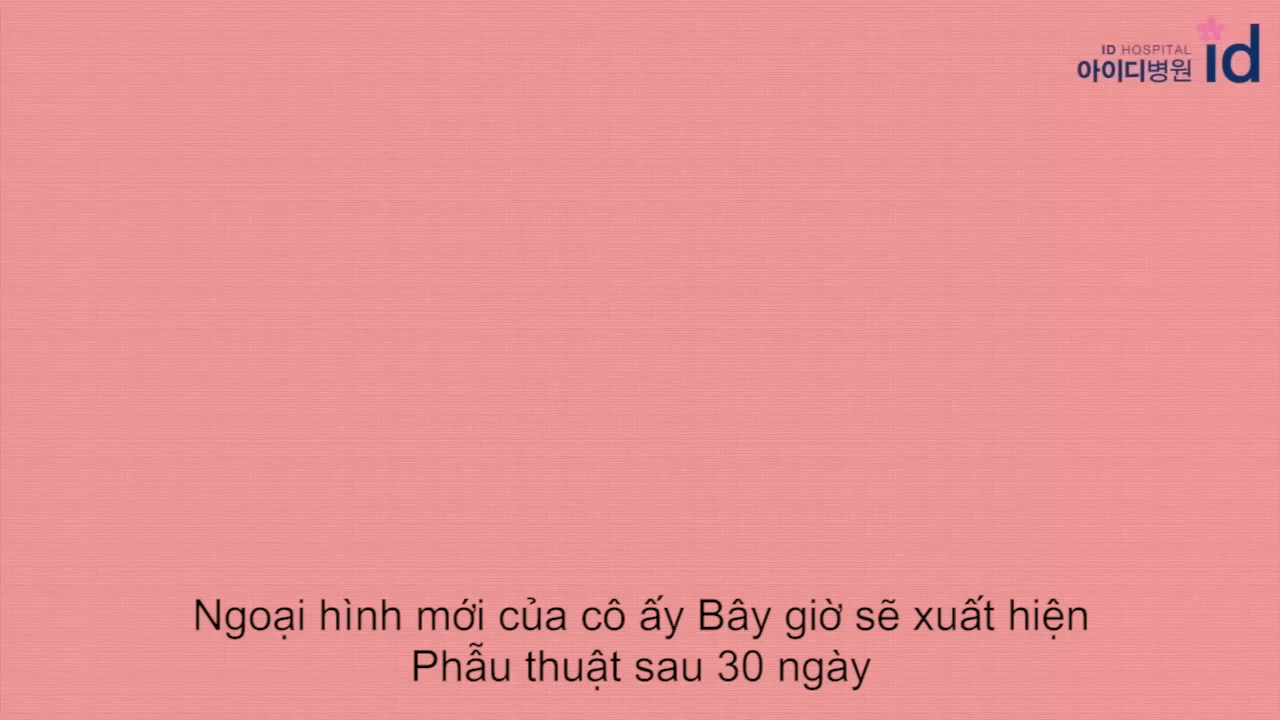 ID HOSPITAL
아이디병원 id
Ngoại hình mới của cô ấy Bây giờ sẽ xuất hiện
Phẫu thuật sau 30 ngày